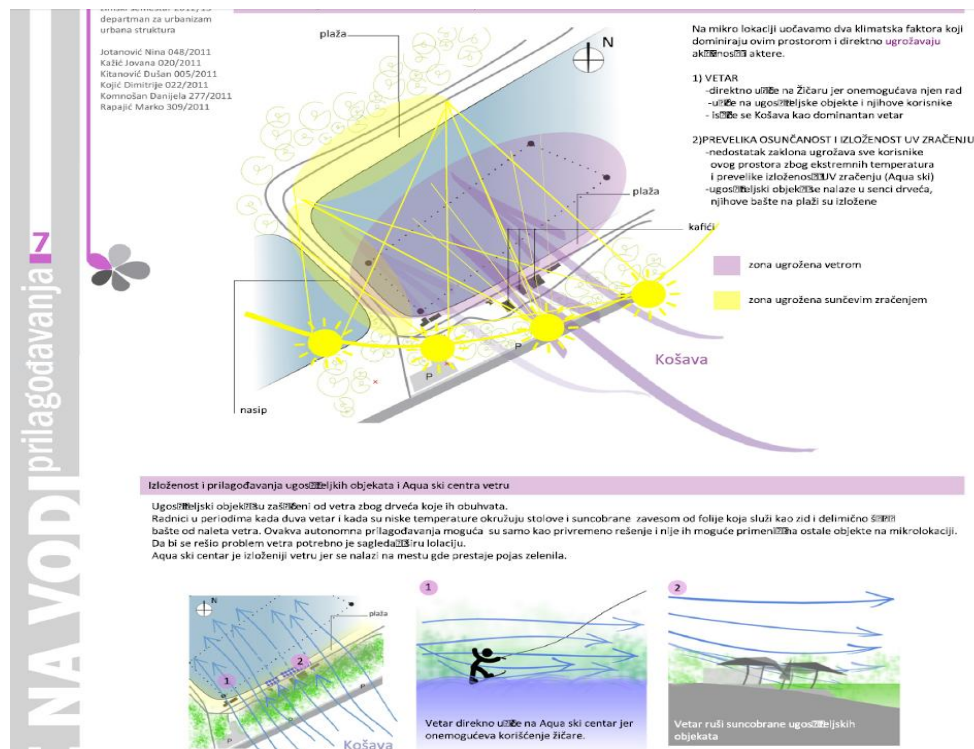 departman za urbanizam
urbana struktura
Jotanović Nina 048/2011
Kažić Jovana 020/2011
Kitanović Dušan 005/2011
Kojić Dimitrije 022/2011
Komnošan Danijela 277/2011
Rapajić Marko 309/2011
7
prilagođavanja
NA VODI
plaža
N
plaža
kafići
nasip
P
P
Košava
Na mikro lokaciji uočavamo dva klimatska faktora koji
dominiraju ovim prostorom i direktno ugrožavaju
aktere.
1) VETAR
-direktno na Žičaru jer onemogućava njen rad
- na objekte i njihove korisnike
- se Košava kao dominantan vetar
2)PREVELIKA OSUNČANOST I IZLOŽENOST UV ZRAČENJU
-nedostatak zaklona ugrožava sve korisnike
ovog prostora zbog ekstremnih temperatura
i prevelike UV zračenju (Aqua ski)
- se nalaze u senci drveća,
njihove bašte na plaži su izložene
zona ugrožena vetrom
zona ugrožena sunčevim zračenjem
Izloženost i prilagođavanja objekata i Aqua ski centra vetru
su od vetra zbog drveća koje ih obuhvata.
Radnici u periodima kada duva vetar i kada su niske temperature okružuju stolove i suncobrane zavesom od folije koja služi kao zid i delimično
bašte od naleta vetra. Ovakva autonomna prilagođavanja moguća su samo kao privremeno rešenje i nije ih moguće na ostale objekte na mikrolokaciji.
Da bi se rešio problem vetra potrebno je lolaciju.
Aqua ski centar je izloženiji vetru jer se nalazi na mestu gde prestaje pojas zelenila.
N
plaža
1
2
P
P
Košava
1
Vetar direkno na Aqua ski centar jer
onemogućeva korišćenje žičare.
2
Vetar ruši suncobrane
objekata